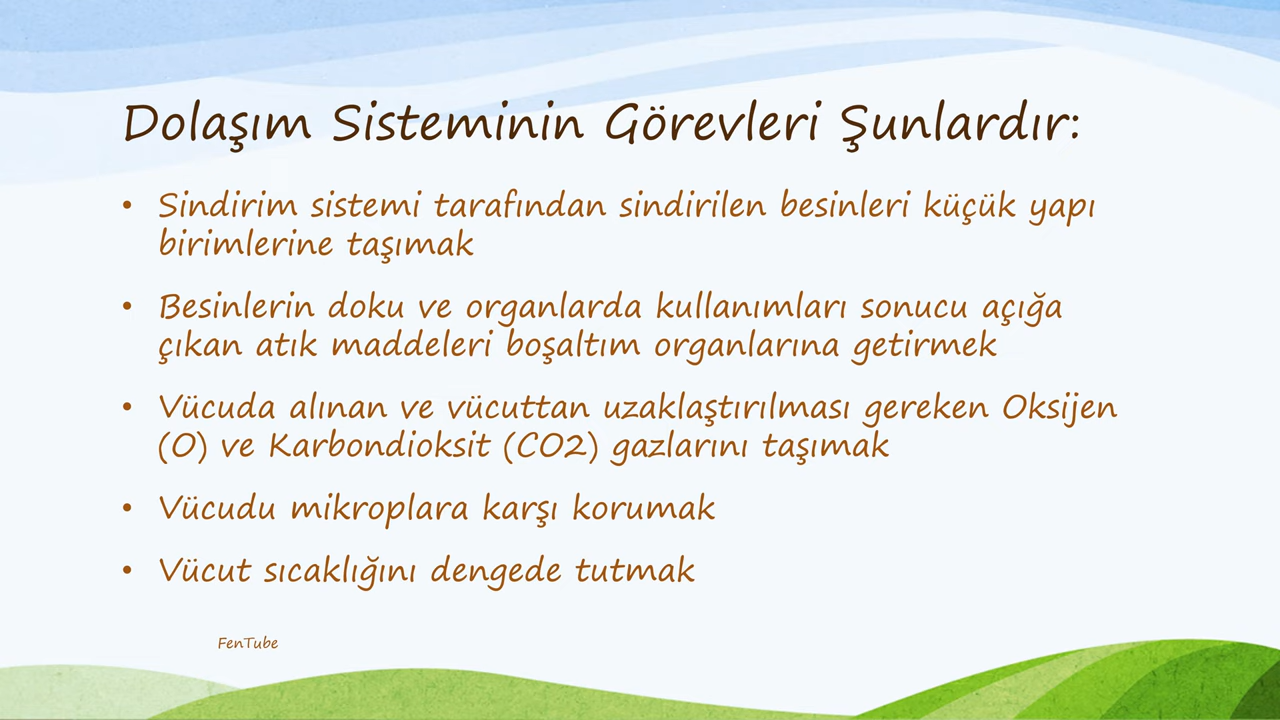 Dolaşım Sisteminin Görevleri Şunlardır:
• Sindirim sistemi tarafından sindirilen besinleri küçük yapı
birimlerine taşımak
• Besinlerin doku ve organlarda kullanımları sonucu açığa
çıkan atık maddeleri boşaltım organlarına getirmek
• Vücuda alınan ve vücuttan uzaklaştırılması gereken Oksijen
(O) ve Karbondioksit (CO2) gazlarını taşımak
• Vücudu mikroplara karşı korumak
• Vücut sıcaklığını dengede tutmak
FenTube